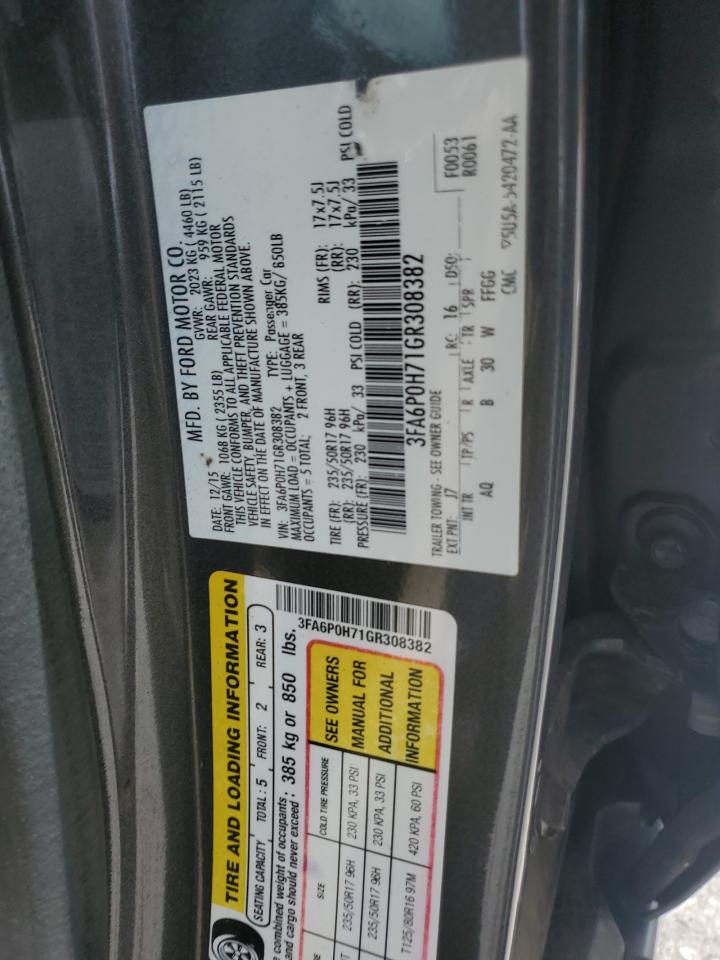 MFD. BY FORD MOTOR CO.
DATE: 12/15 GVWR: 2023 KG ( 4460 LB)
FRONT GAWR: 1068 KG ( 2355 LB) REAR GAWR: 959 KG ( 2115 LB)
THIS VEHICLE CONFORMS TO ALL APPLICABLE FEDERAL MOTOR
VEHICLE SAFETY, BUMPER, AND THEFT PREVENTION STANDARDS
IN EFFECT ON THE DATE OF MANUFACTURE SHOWN ABOVE.
VIN: 3FA6P0H71GR308382 TYPE: Passenger Car
MAXIMUM LOAD = OCCUPANTS + LUGGAGE = 385KG/ 850LB
OCCUPANTS = 5 TOTAL: 2 FRONT, 3 REAR
TIRE (FR): 235/50R17 96H RIMS (FR): 17x7.5J
(RR): 235/50R17 96H (RR): 17x7.5J
PRESSURE (FR): 230 kPa/ 33 PSI COLD (RR): 230 kPa/ 33 PSI COLD
3FA6P0H71GR308382
F0053
R0061
TRAILER TOWING - SEE OWNER GUIDE
EXT PNT: J7 RC: 16 DSO:
INT TR TP/PS R AXLE TR SPR
AQ B 30 W FFGG
CMC 5U5A-5420472-AA
TIRE AND LOADING INFORMATION
SEATING CAPACITY TOTAL: 5 FRONT: 2 REAR: 3
combined weight of occupants
and cargo should never exceed: 385 kg or 850 lbs.
3FA6P0H71GR308382
SIZE COLD TIRE PRESSURE
235/50R17 96H 230 KPA, 33 PSI
235/50R17 96H 230 KPA, 33 PSI
T125/80R16 97M 420 KPA, 60 PSI
SEE OWNERS
MANUAL FOR
ADDITIONAL
INFORMATION